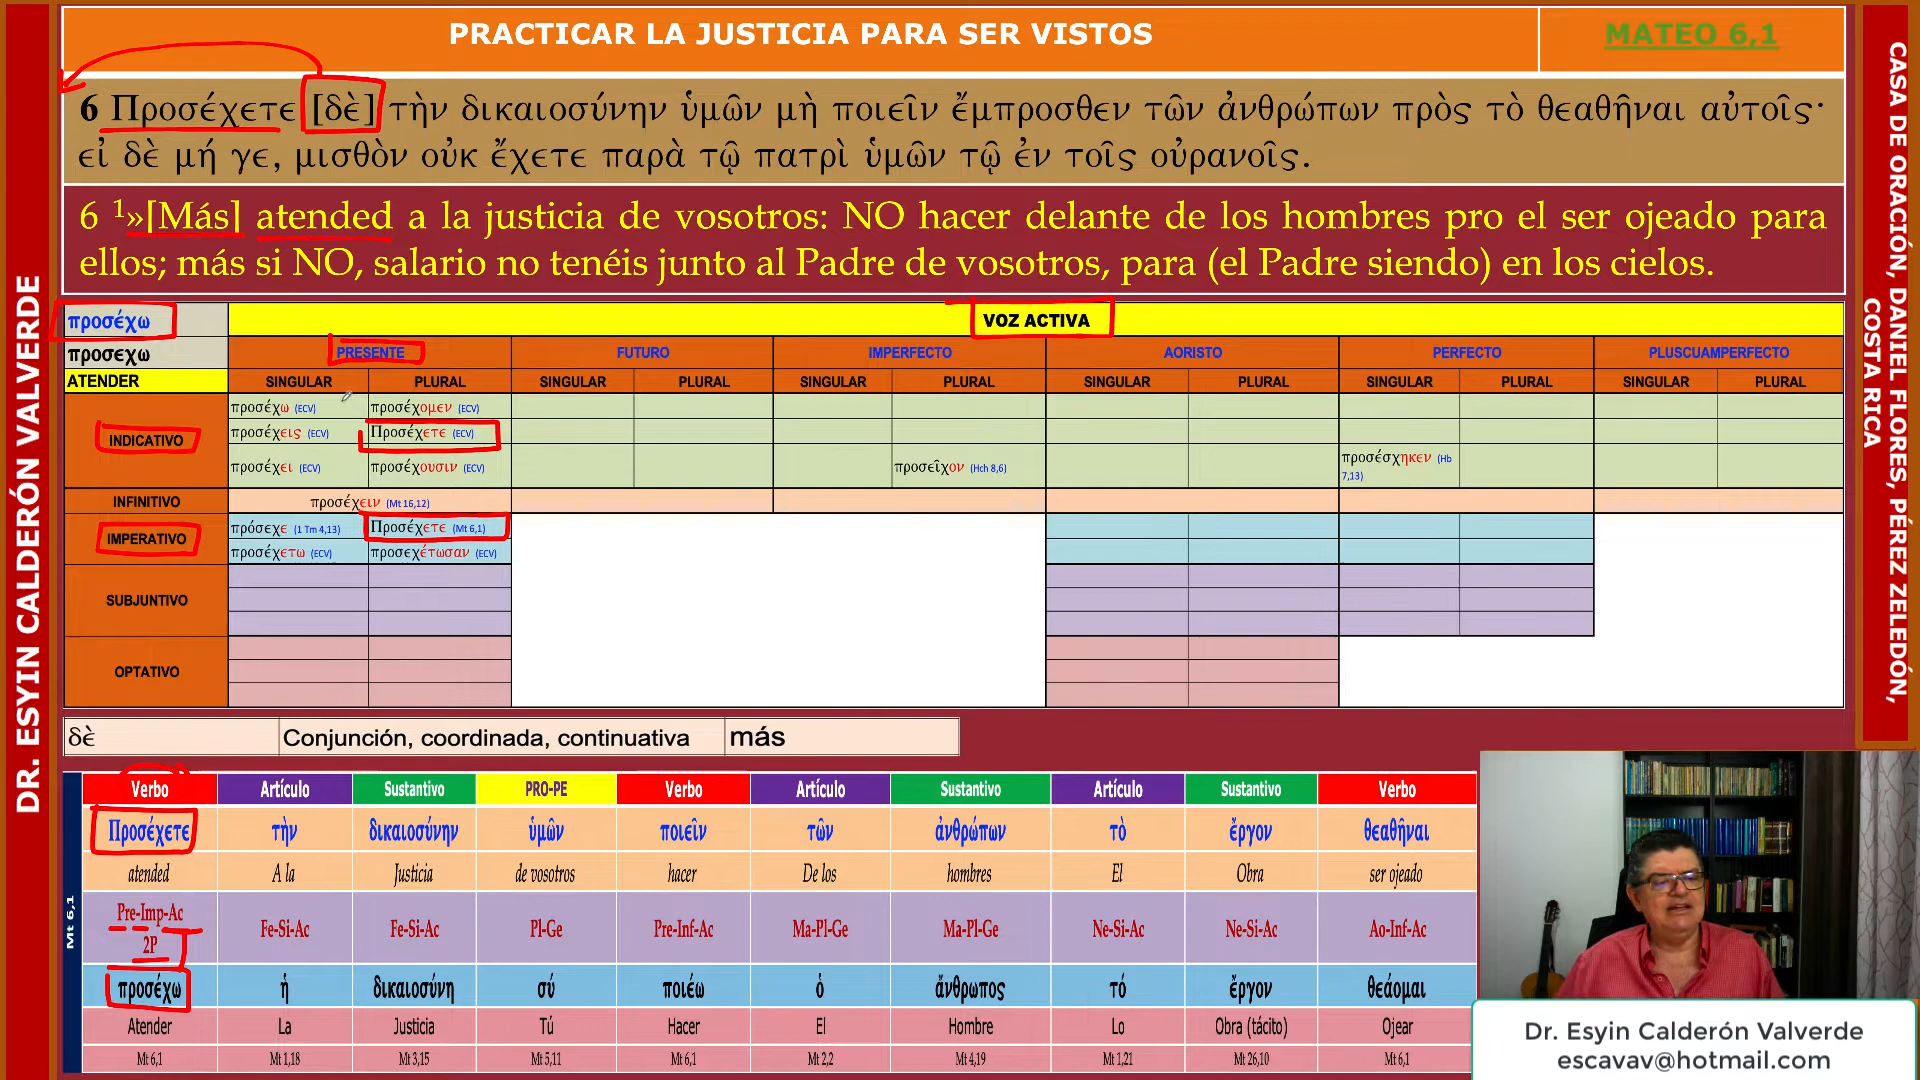 PRACTICAR LA JUSTICIA PARA SER VISTOS
MATEO 6,1
6 Προσέχετε [δὲ] τὴν δικαιοσύνην ὑμῶν μὴ ποιεῖν ἔμπροσθεν τῶν ἀνθρώπων πρὸς τὸ θεαθῆναι αὐτοῖς·
εἰ δὲ μή γε, μισθὸν οὐκ ἔχετε παρὰ τῷ πατρὶ ὑμῶν τῷ ἐν τοῖς οὐρανοῖς.
6 ¹»[Más] atended a la justicia de vosotros: NO hacer delante de los hombres pro el ser ojeado para
ellos; más si NO, salario no tenéis junto al Padre de vosotros, para (el Padre siendo) en los cielos.
προσέχω VOZ ACTIVA
προσεχω PRESENTE FUTURO IMPERFECTO AORISTO PERFECTO PLUSCUAMPERFECTO
ATENDER SINGULAR PLURAL SINGULAR PLURAL SINGULAR PLURAL SINGULAR PLURAL SINGULAR PLURAL SINGULAR PLURAL
INDICATIVO
προσέχω (ECV) προσέχομεν (ECV)
προσέχεις (ECV) Προσέχετε (ECV)
προσέχει (ECV) προσέχουσιν (ECV) προσεῖχον (Hch 8,6) προσέσχηκεν (Hb
7,13)
INFINITIVO προσέχειν (Mt 16,12)
IMPERATIVO
πρόσεχε (1 Tm 4,13) Προσέχετε (Mt 6,1)
προσεχέτω (ECV) προσεχέτωσαν (ECV)
SUBJUNTIVO
OPTATIVO
δὲ Conjunción, coordinada, continuativa más
Mt 6,1
Verbo Artículo Sustantivo PRO-PE Verbo Artículo Sustantivo Artículo Sustantivo Verbo
Προσέχετε τὴν δικαιοσύνην ὑμῶν ποιεῖν τῶν ἀνθρώπων τὸ ἔργον θεαθῆναι
atended A la Justicia de vosotros hacer De los hombres El Obra ser ojeado
Pre-Imp-Ac
2P
Fe-Si-Ac Fe-Si-Ac Pl-Ge Pre-Inf-Ac Ma-Pl-Ge Ma-Pl-Ge Ne-Si-Ac Ne-Si-Ac Ao-Inf-Ac
προσέχω ἡ δικαιοσύνη σύ ποιέω ὁ ἄνθρωπος τό ἔργον θεάομαι
Atender La Justicia Tú Hacer El Hombre Lo Obra (tácito) Ojear
Mt 6,1 Mt 1,18 Mt 3,15 Mt 5,11 Mt 6,1 Mt 2,2 Mt 4,19 Mt 1,21 Mt 26,10 Mt 6,1
DR. ESYIN CALDERÓN VALVERDE
CASA DE ORACIÓN, DANIEL FLORES, PÉREZ ZELEDÓN,
COSTA RICA
Dr. Esyin Calderón Valverde
escavav@hotmail.com